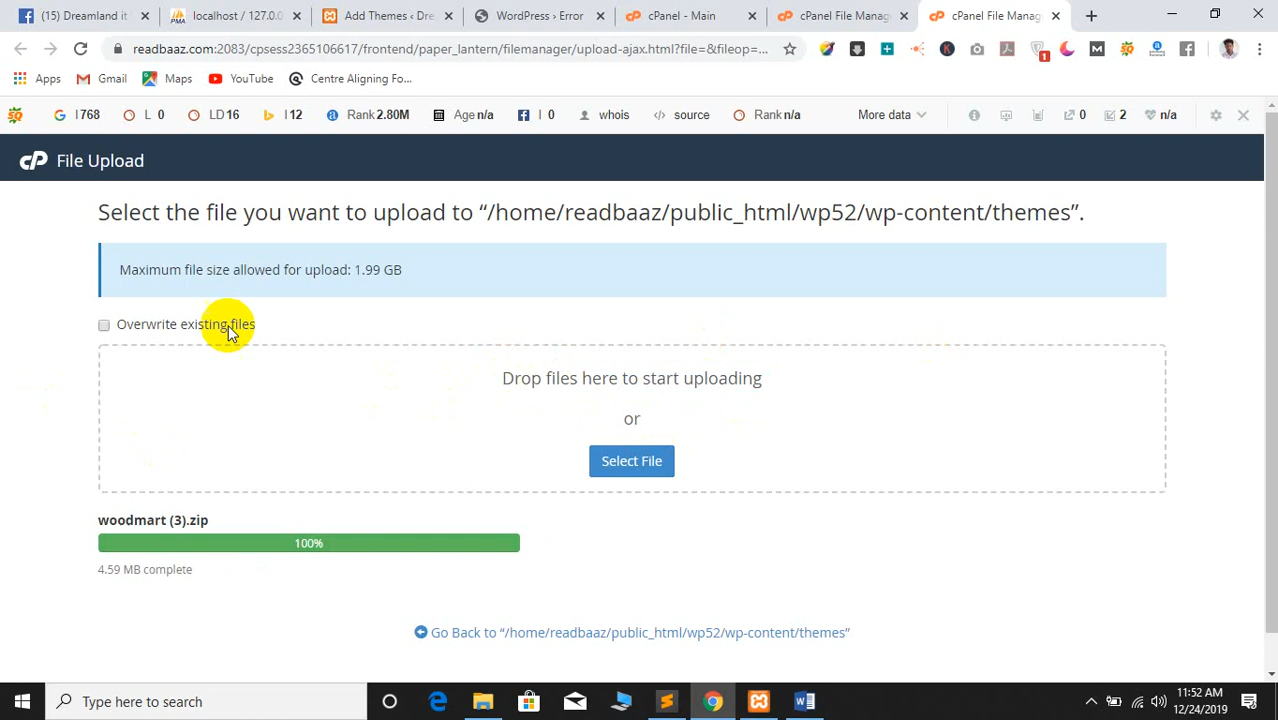 (15) Dreamland it
localhost / 127.0.0
Add Themes ‹ Dre
WordPress › Error
cPanel - Main
cPanel File Manag
cPanel File Manag
readbaaz.com:2083/cpsess2365106617/frontend/paper_lantern/filemanager/upload-ajax.html?file=&fileop=...
Apps
Gmail
Maps
YouTube
Centre Aligning Fo...
I 768
L 0
LD 16
I 12
Rank 2.80M
Age n/a
I 0
whois
source
Rank n/a
More data
0
2
n/a
cP File Upload
Select the file you want to upload to “/home/readbaaz/public_html/wp52/wp-content/themes”.
Maximum file size allowed for upload: 1.99 GB
Overwrite existing files
Drop files here to start uploading
or
Select File
woodmart (3).zip
100%
4.59 MB complete
Go Back to “/home/readbaaz/public_html/wp52/wp-content/themes”
Type here to search
11:52 AM
12/24/2019